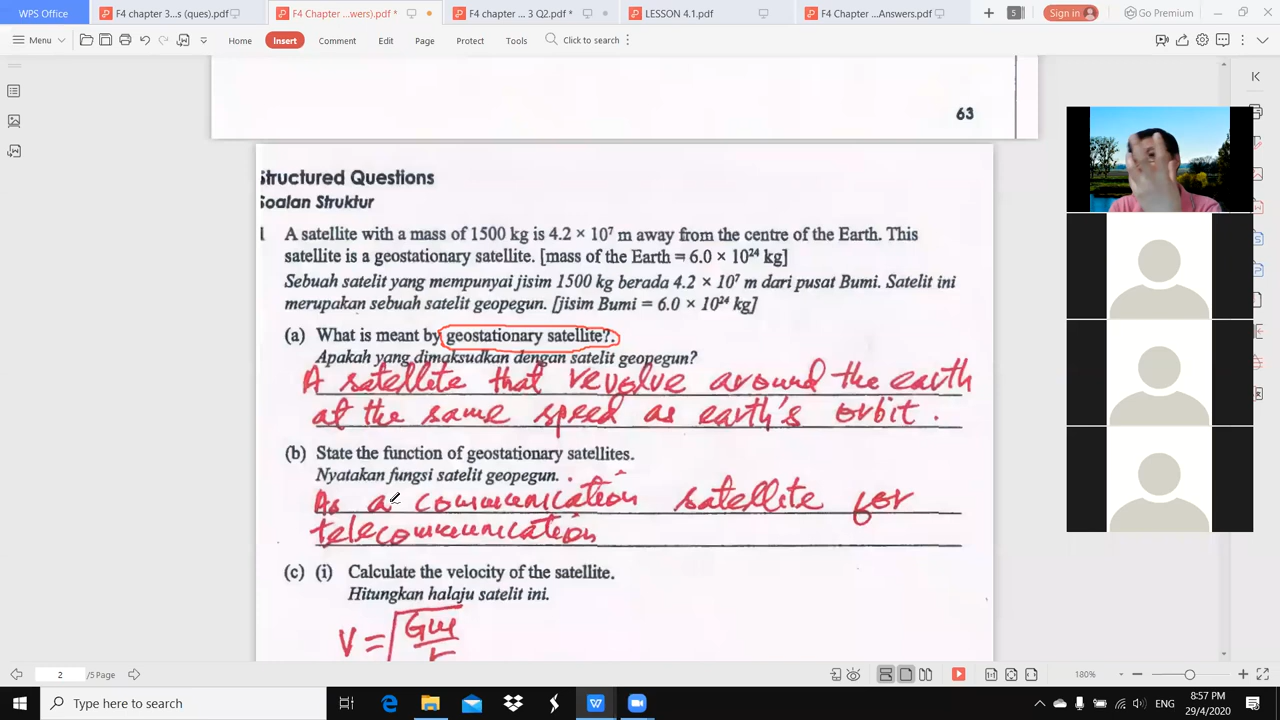 WPS Office
F4 chapter 3...s (ques).pdf
F4 Chapter ...wers).pdf *
F4 chapter ... 3 Q2.pdf *
LESSON 4.1.pdf
F4 Chapter ...Answers.pdf
Sign in
Go Premium
Menu
Home
Insert
Comment
Edit
Page
Protect
Tools
Click to search
63
Structured Questions
Soalan Struktur
A satellite with a mass of 1500 kg is 4.2 × 10⁷ m away from the centre of the Earth. This
satellite is a geostationary satellite. [mass of the Earth = 6.0 × 10²⁴ kg]
Sebuah satelit yang mempunyai jisim 1500 kg berada 4.2 × 10⁷ m dari pusat Bumi. Satelit ini
merupakan sebuah satelit geopegun. [jisim Bumi = 6.0 × 10²⁴ kg]
(a) What is meant by geostationary satellite?.
Apakah yang dimaksudkan dengan satelit geopegun?
A satellite that revolve around the earth
at the same speed as earth's orbit .
(b) State the function of geostationary satellites.
Nyatakan fungsi satelit geopegun.
As a communication satellite for
telecommunication
(c) (i) Calculate the velocity of the satellite.
Hitungkan halaju satelit ini.
V = √Gm
r
2 /5 Page
180%
Type here to search
ENG
8:57 PM
29/4/2020